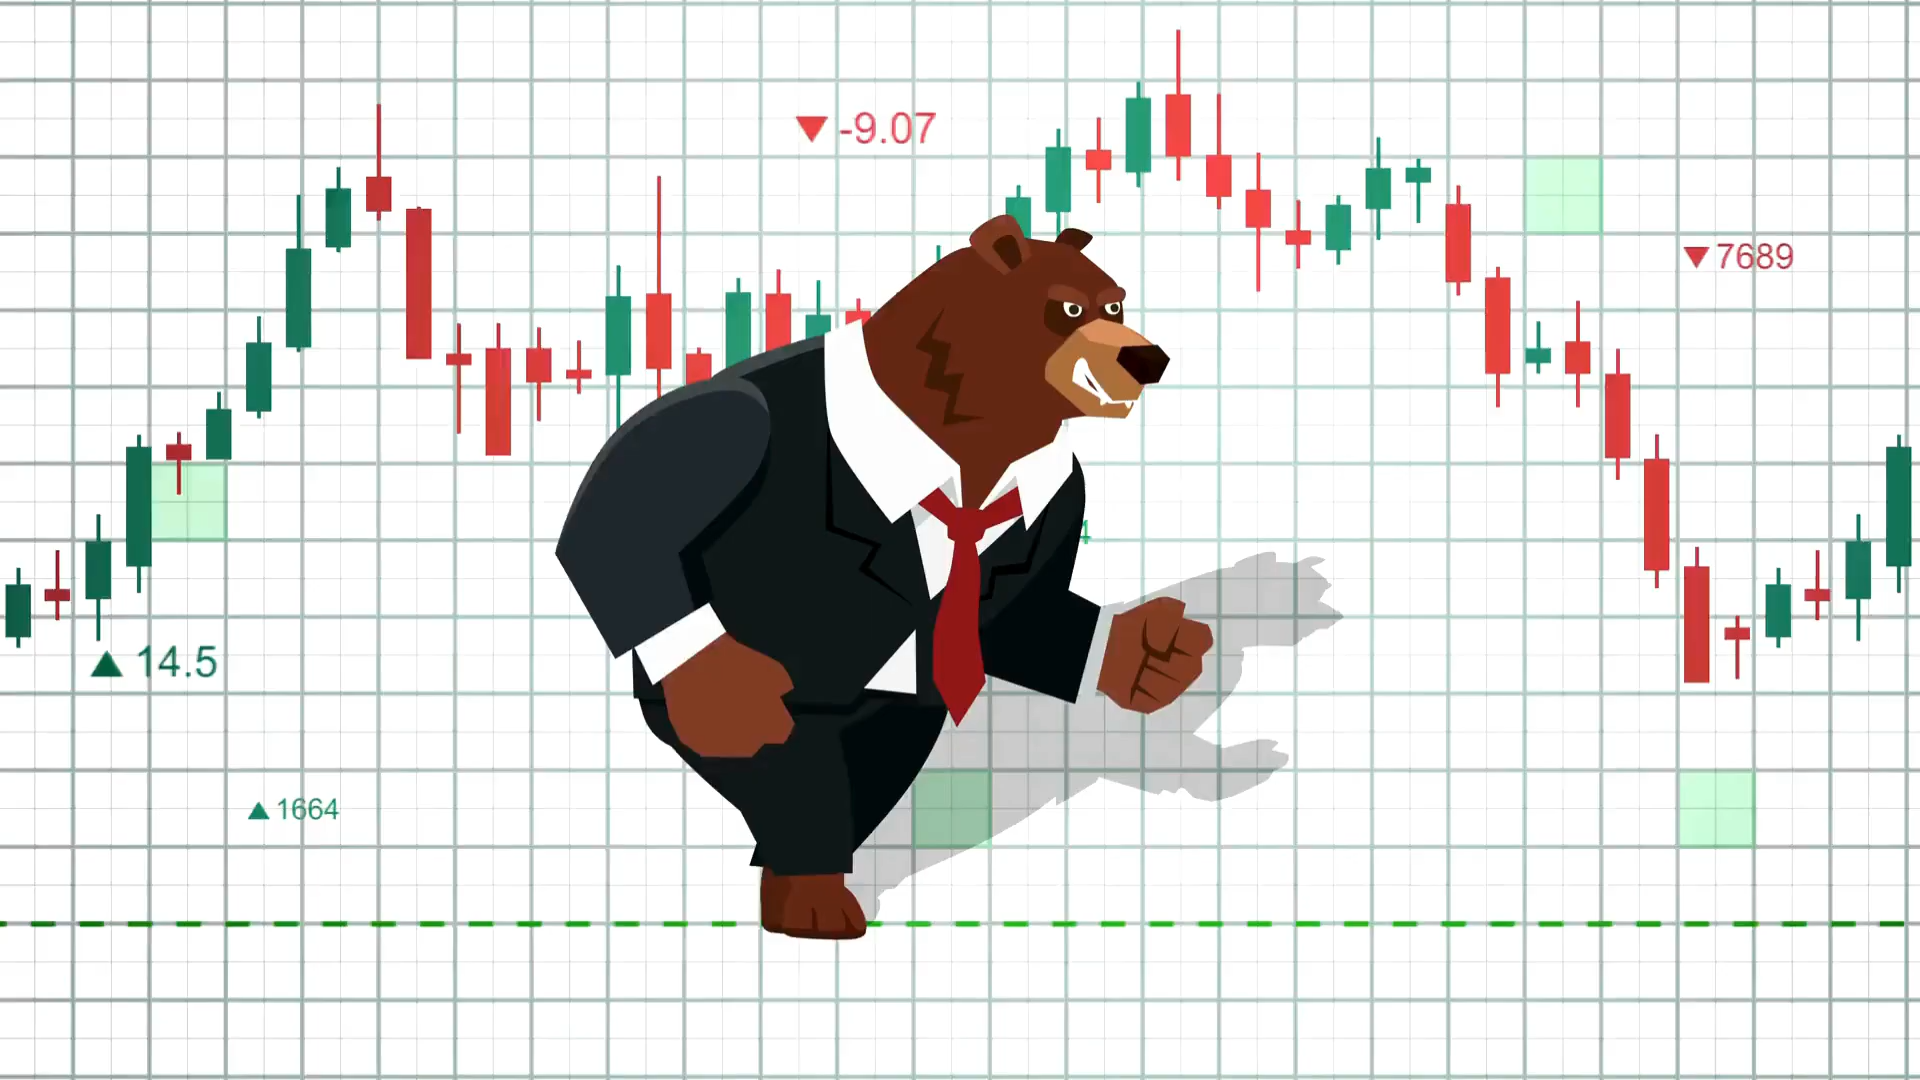 ▼ -9.07
▼ 7689
▲ 14.5
▲ 1664